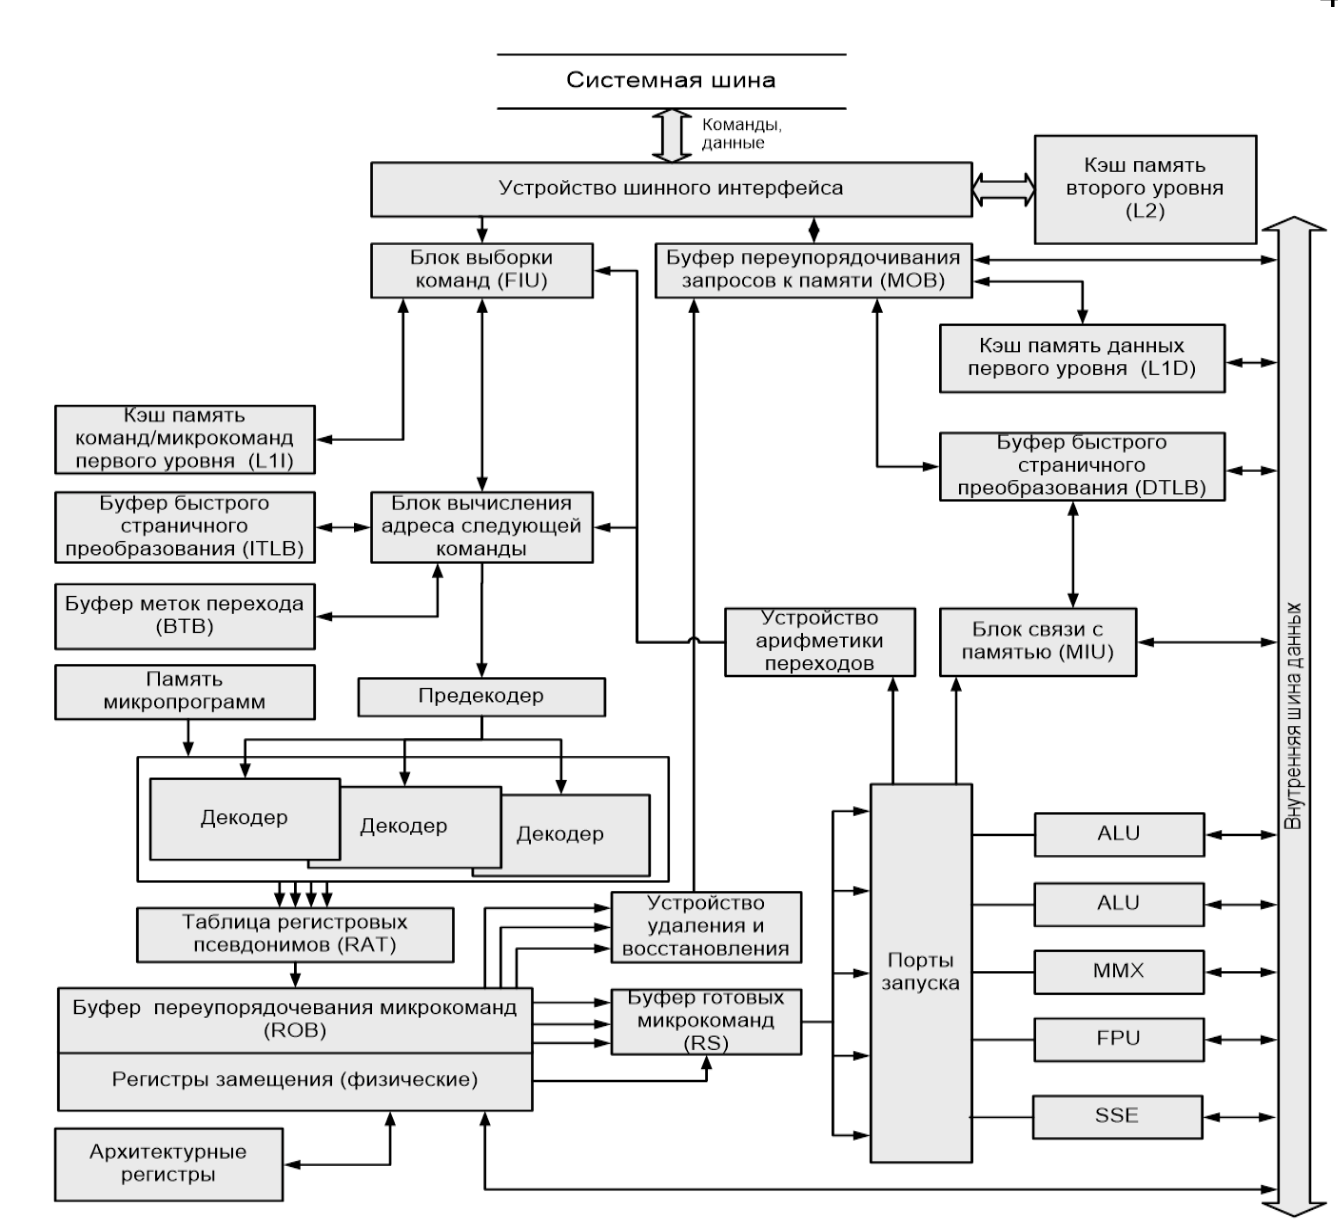 Системная шина
Команды,
данные
Устройство шинного интерфейса
Кэш память
второго уровня
(L2)
Блок выборки
команд (FIU)
Буфер переупорядочивания
запросов к памяти (MOB)
Кэш память данных
первого уровня (L1D)
Кэш память
команд/микрокоманд
первого уровня (L1I)
Буфер быстрого
страничного
преобразования (DTLB)
Буфер быстрого
страничного
преобразования (ITLB)
Блок вычисления
адреса следующей
команды
Буфер меток перехода
(BTB)
Устройство
арифметики
переходов
Блок связи с
памятью (MIU)
Внутренняя шина данных
Память
микропрограмм
Предекодер
Декодер
Декодер
Декодер
Таблица регистровых
псевдонимов (RAT)
Устройство
удаления и
восстановления
Порты
запуска
ALU
ALU
MMX
FPU
SSE
Буфер переупорядочевания микрокоманд
(ROB)
Буфер готовых
микрокоманд
(RS)
Регистры замещения (физические)
Архитектурные
регистры